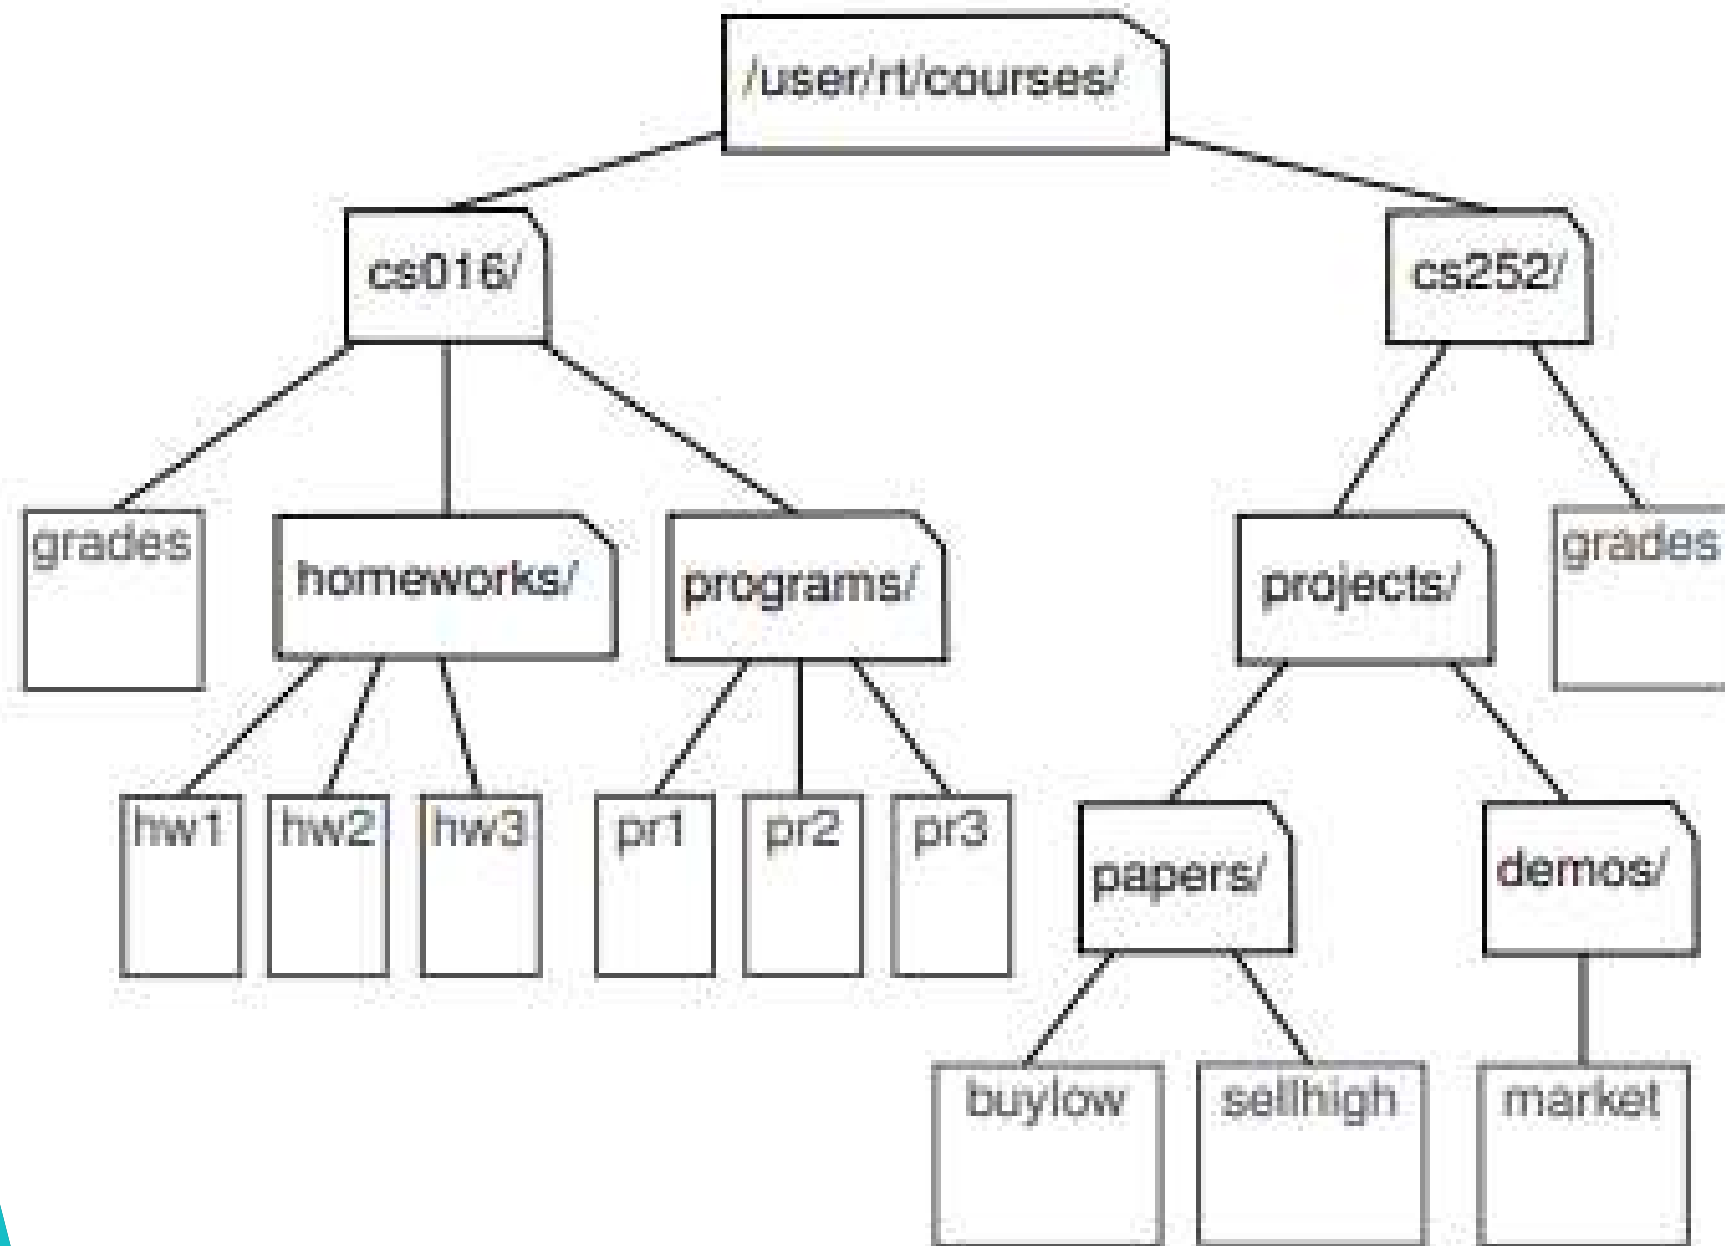 /user/rt/courses/
cs016/
cs252/
grades
homeworks/
programs/
projects/
grades
hw1
hw2
hw3
pr1
pr2
pr3
papers/
demos/
buylow
sellhigh
market